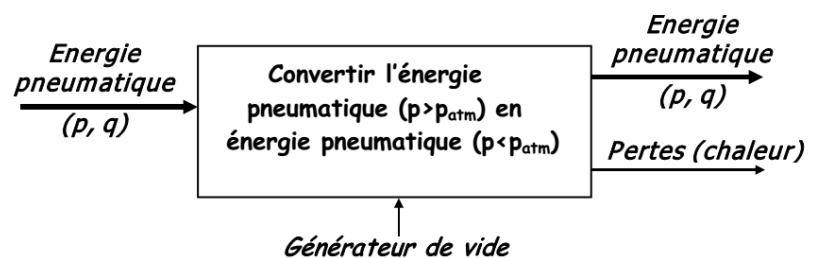 Energie
pneumatique
(p, q)
Convertir l'énergie
pneumatique (p>patm) en
énergie pneumatique (p<patm)
Energie
pneumatique
(p, q)
Pertes (chaleur)
Générateur de vide